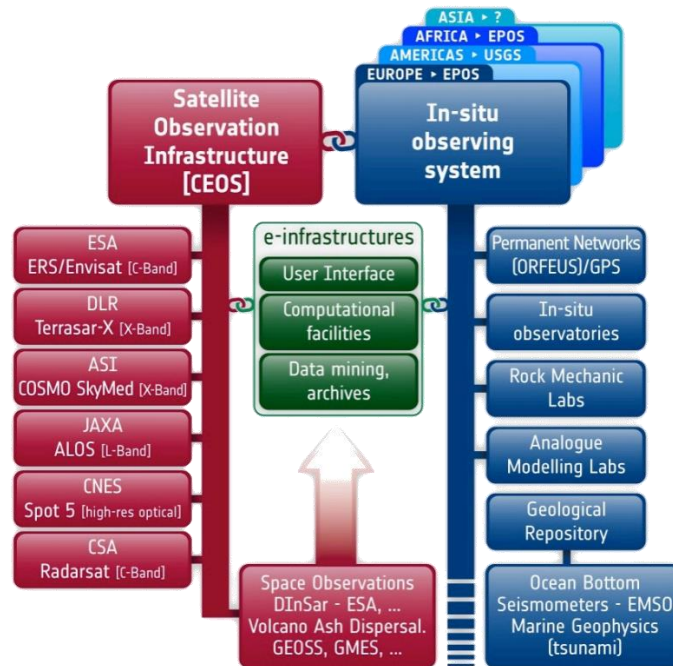 ASIA ▸ ?
AFRICA ▸ EPOS
AMERICAS ▸ USGS
EUROPE ▸ EPOS
Satellite
Observation
Infrastructure
[CEOS]
In-situ
observing
system
ESA
ERS/Envisat [C-Band]
DLR
Terrasar-X [X-Band]
ASI
COSMO SkyMed [X-Band]
JAXA
ALOS [L-Band]
CNES
Spot 5 [high-res optical]
CSA
Radarsat [C-Band]
e-infrastructures
User Interface
Computational
facilities
Data mining,
archives
Space Observations
DInSar - ESA, ...
Volcano Ash Dispersal.
GEOSS, GMES, ...
Permanent Networks
(ORFEUS)/GPS
In-situ
observatories
Rock Mechanic
Labs
Analogue
Modelling Labs
Geological
Repository
Ocean Bottom
Seismometers - EMSO
Marine Geophysics
(tsunami)